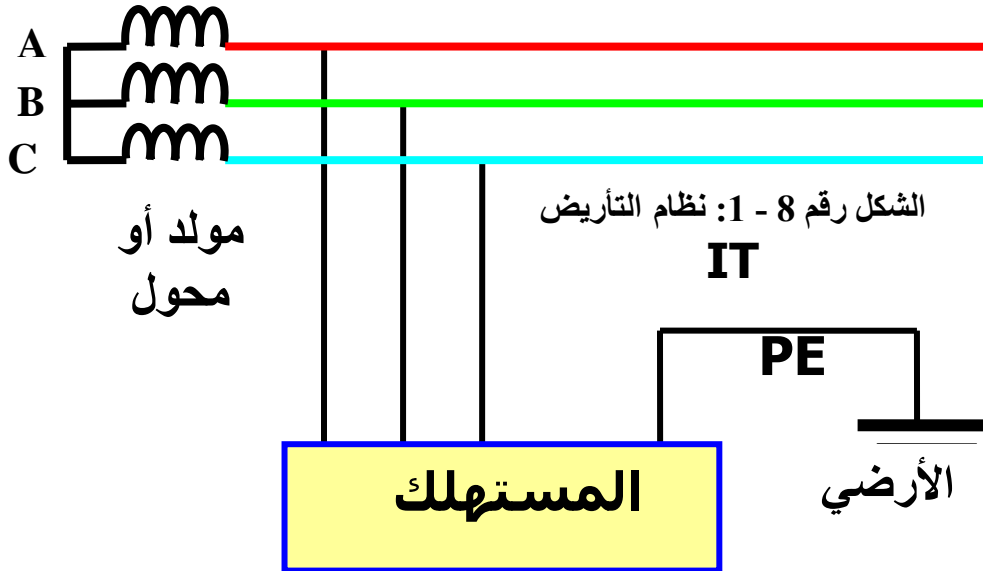 A
B
C
مولد أو
محول
الشكل رقم 8 - 1: نظام التأريض
IT
PE
الأرضي
المستهلك